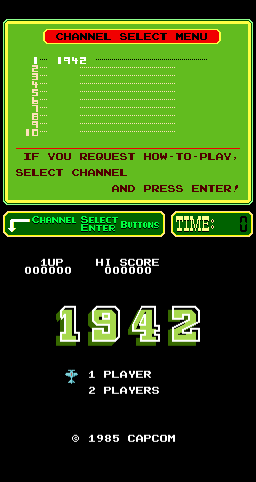 CHANNEL SELECT MENU
1 1942
2
3
4
5
6
7
8
9
10
IF YOU REQUEST HOW-TO-PLAY,
SELECT CHANNEL
AND PRESS ENTER!
CHANNEL SELECT
ENTER BUTTONS
TIME: 0
1UP HI SCORE
000000 000000
1942
1 PLAYER
2 PLAYERS
© 1985 CAPCOM